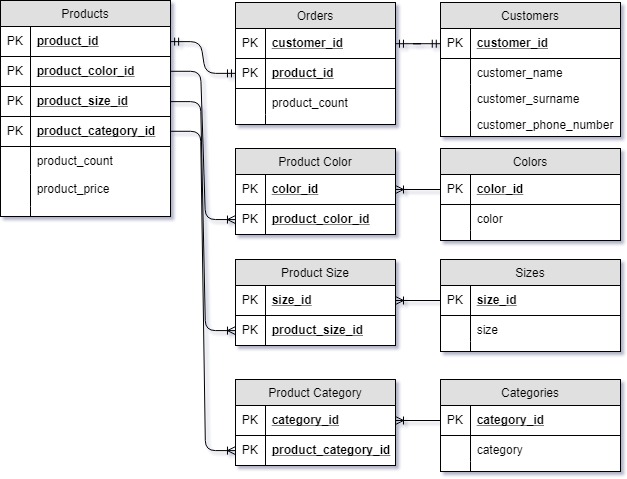 Products
PK product_id
PK product_color_id
PK product_size_id
PK product_category_id
product_count
product_price
Orders
PK customer_id
PK product_id
product_count
Customers
PK customer_id
customer_name
customer_surname
customer_phone_number
Product Color
PK color_id
PK product_color_id
Colors
PK color_id
color
Product Size
PK size_id
PK product_size_id
Sizes
PK size_id
size
Product Category
PK category_id
PK product_category_id
Categories
PK category_id
category